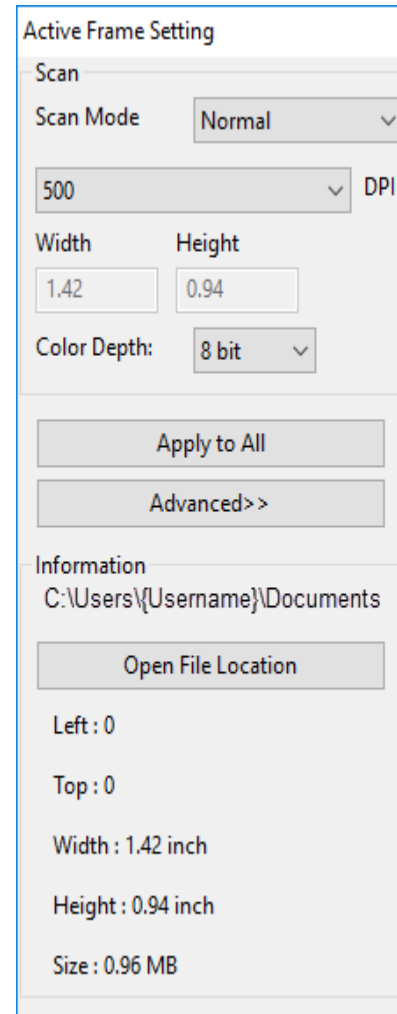 Active Frame Setting
Scan
Scan Mode Normal
500 DPI
Width Height
1.42 0.94
Color Depth: 8 bit
Apply to All
Advanced>>
Information
C:\Users\{Username}\Documents
Open File Location
Left : 0
Top : 0
Width : 1.42 inch
Height : 0.94 inch
Size : 0.96 MB